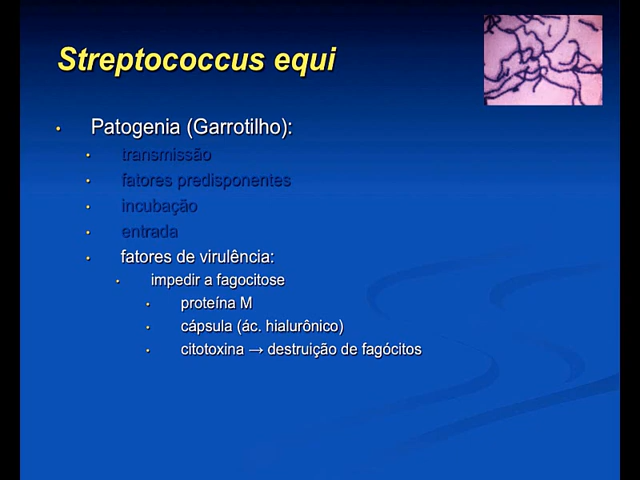 Streptococcus equi
• Patogenia (Garrotilho):
• transmissão
• fatores predisponentes
• incubação
• entrada
• fatores de virulência:
• impedir a fagocitose
• proteína M
• cápsula (ác. hialurônico)
• citotoxina → destruição de fagócitos